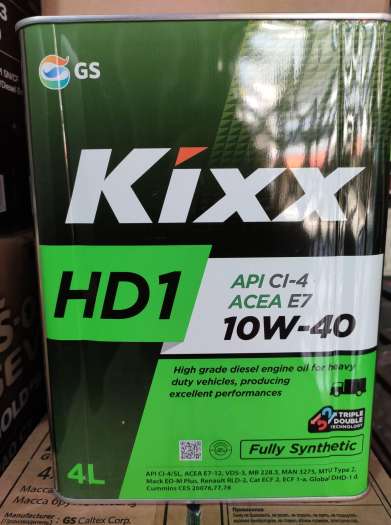 GS
Kixx
HD1
API CI-4
ACEA E7
10W-40
High grade diesel engine oil for heavy
duty vehicles, producing
excellent performances
TRIPLE
DOUBLE
TECHNOLOGY
Fully Synthetic
4L
API CI-4/SL, ACEA E7-12, VDS-3, MB 228.3, MAN 3275, MTU Type 2,
Mack EO-M Plus, Renault RLD-2, Cat ECF 2, ECF 1-a, Global DHD-1 d,
Cummins CES 20076,77,78
GS Caltex Corp.